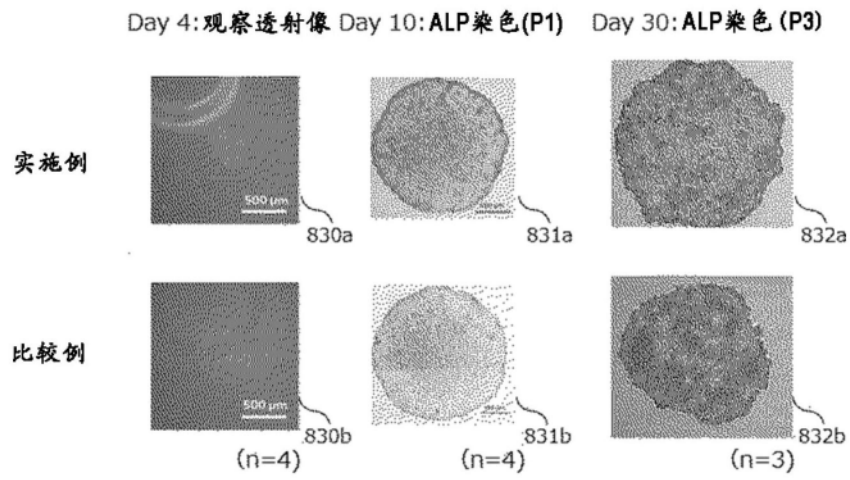 Day 4:观察透射像 Day 10:ALP染色(P1) Day 30:ALP染色(P3)
实施例
500 μm
830a
831a
832a
比较例
500 μm
830b
831b
832b
(n=4)
(n=4)
(n=3)